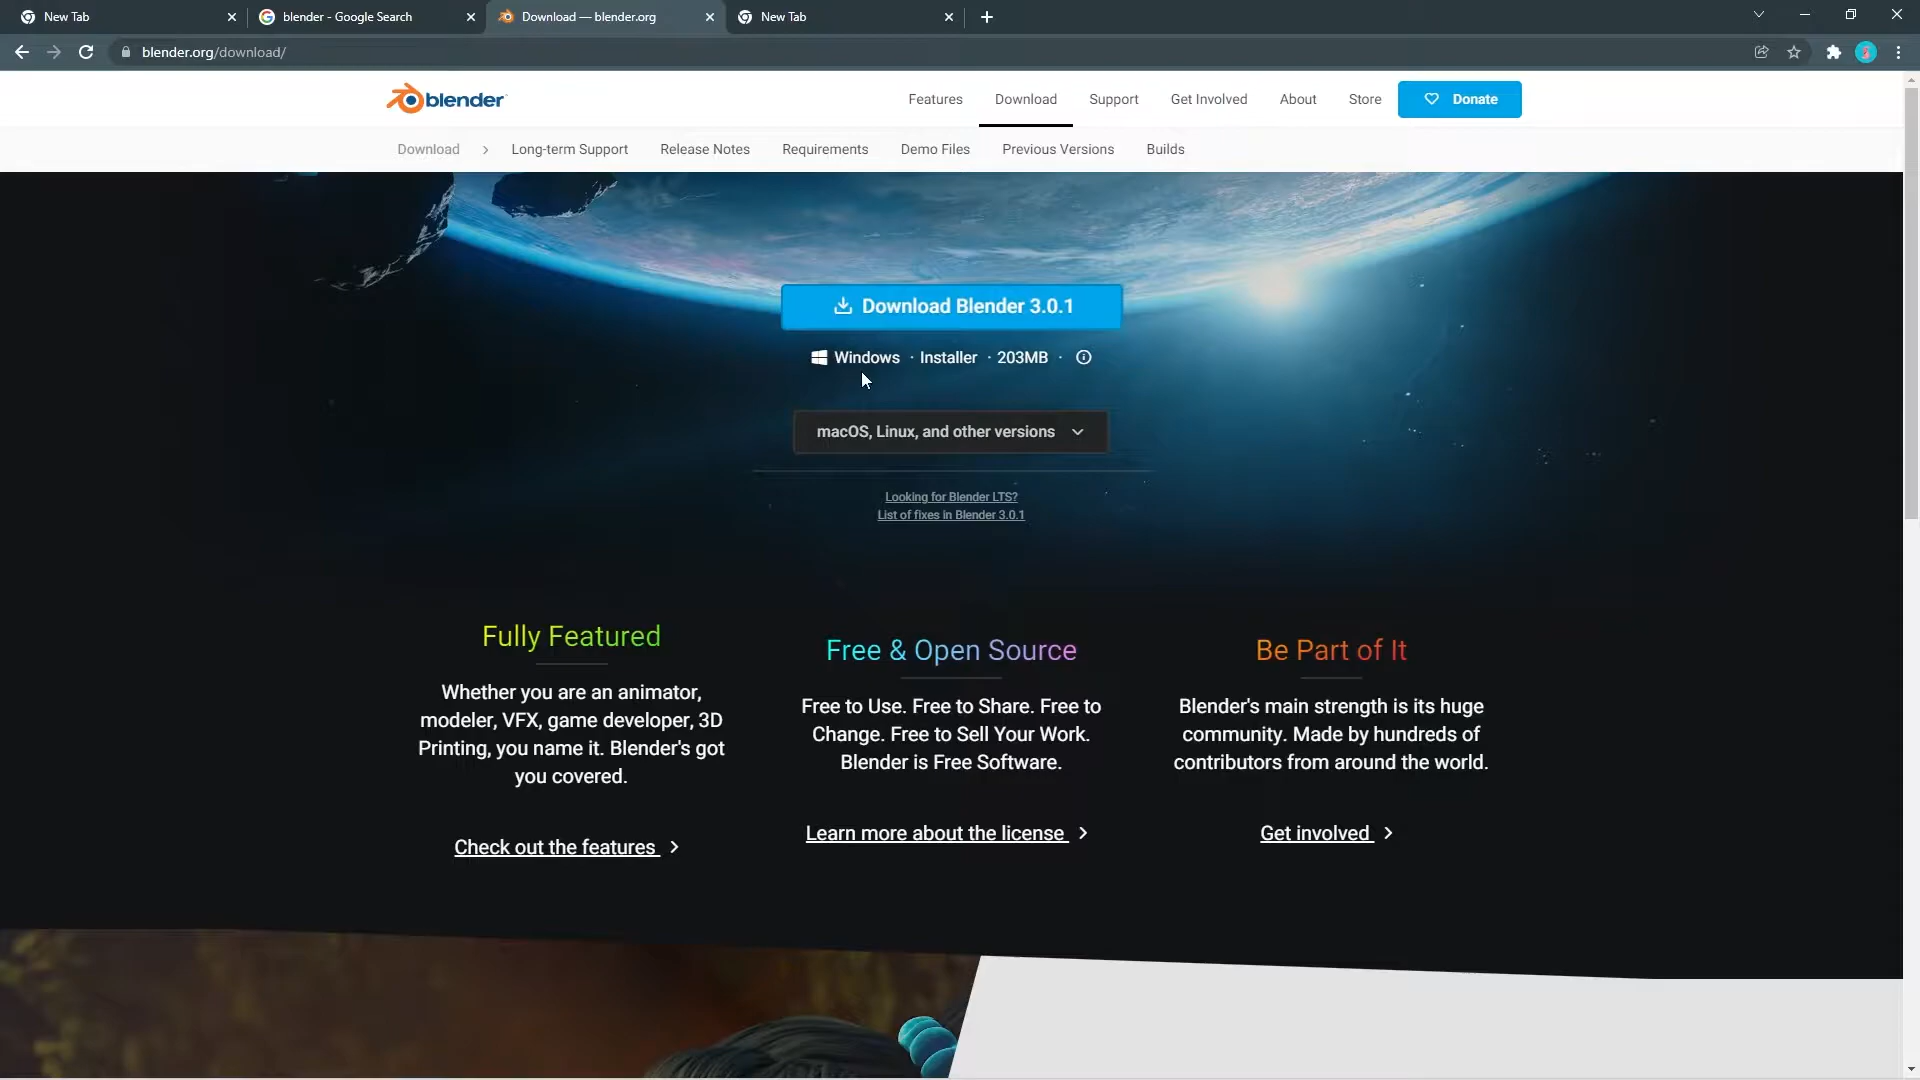 New Tab
blender - Google Search
Download — blender.org
New Tab
blender.org/download/
blender
Features
Download
Support
Get Involved
About
Store
Donate
Download
Long-term Support
Release Notes
Requirements
Demo Files
Previous Versions
Builds
Download Blender 3.0.1
Windows · Installer · 203MB ·
macOS, Linux, and other versions
Looking for Blender LTS?
List of fixes in Blender 3.0.1
Fully Featured
Whether you are an animator,
modeler, VFX, game developer, 3D
Printing, you name it. Blender's got
you covered.
Check out the features
Free & Open Source
Free to Use. Free to Share. Free to
Change. Free to Sell Your Work.
Blender is Free Software.
Learn more about the license
Be Part of It
Blender's main strength is its huge
community. Made by hundreds of
contributors from around the world.
Get involved